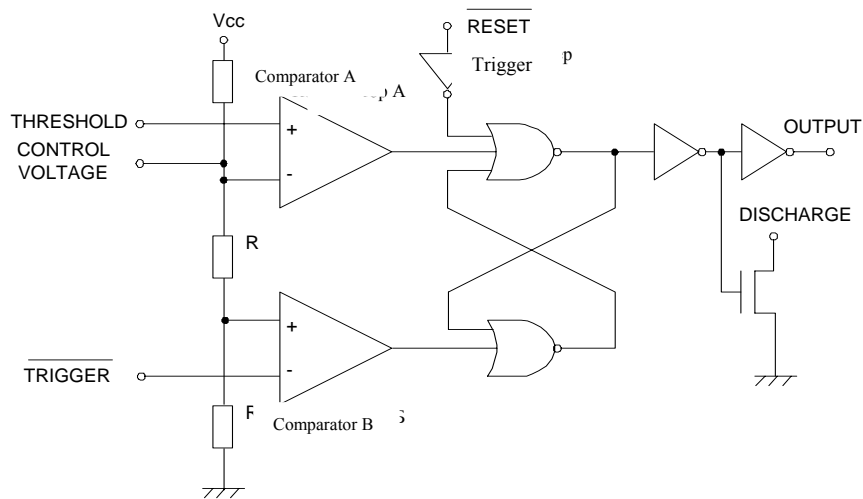 Vcc
RESET
Comparator A
Trigger
p
A
THRESHOLD
+
OUTPUT
CONTROL
VOLTAGE
-
DISCHARGE
R
+
TRIGGER
-
R
Comparator B